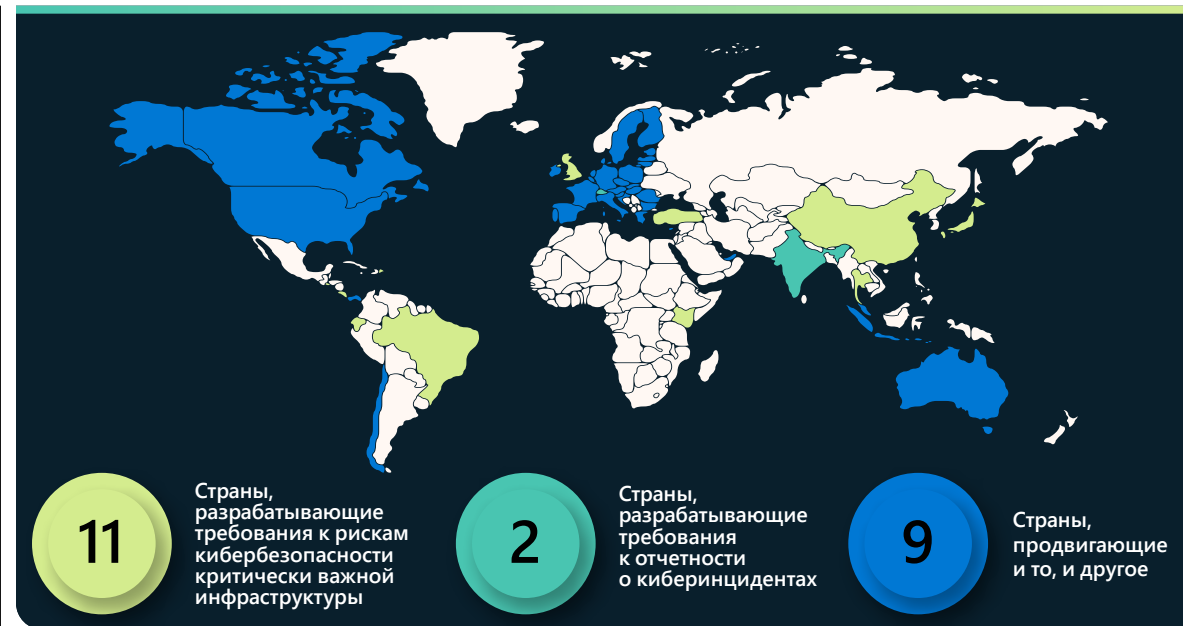 11
Страны,
разрабатывающие
требования к рискам
кибербезопасности
критически важной
инфраструктуры
2
Страны,
разрабатывающие
требования
к отчетности
о киберинцидентах
9
Страны,
продвигающие
и то, и другое